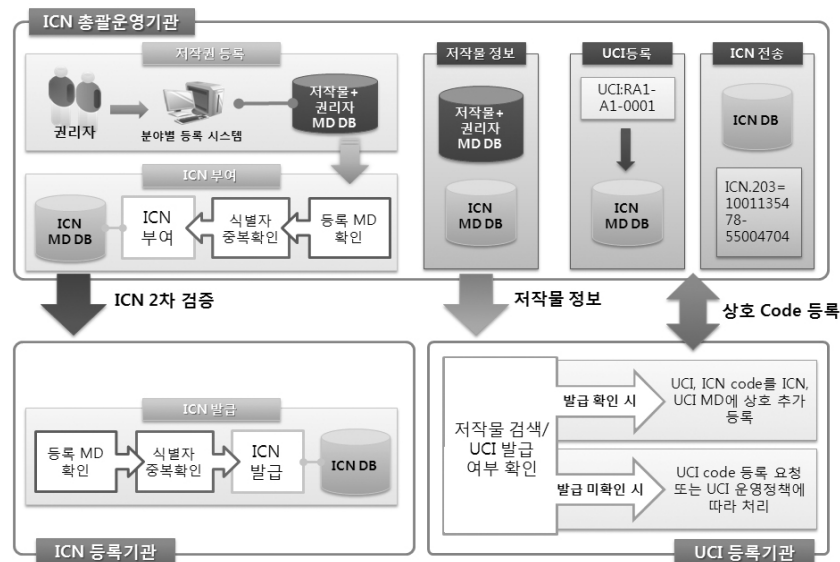 ICN 총괄운영기관
저작권 등록
권리자
분야별 등록 시스템
저작물+
권리자
MD DB
ICN 부여
ICN
MD DB
ICN
부여
식별자
중복확인
등록 MD
확인
저작물 정보
저작물+
권리자
MD DB
ICN
MD DB
UCI등록
UCI:RA1-
A1-0001
ICN
MD DB
ICN 전송
ICN DB
ICN.203=
10011354
78-
55004704
ICN 2차 검증
저작물 정보
상호 Code 등록
ICN 발급
등록 MD
확인
식별자
중복확인
ICN
발급
ICN DB
ICN 등록기관
저작물 검색/
UCI 발급
여부 확인
발급 확인 시
UCI, ICN code를 ICN,
UCI MD에 상호 추가
등록
발급 미확인 시
UCI code 등록 요청
또는 UCI 운영정책에
따라 처리
UCI 등록기관